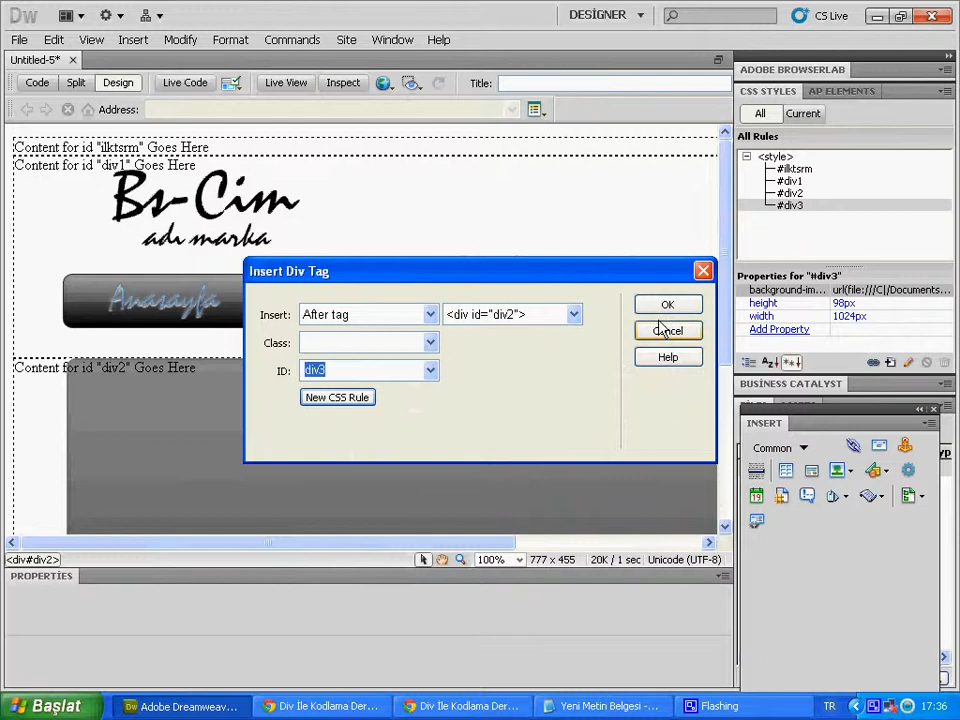 Dw
DESİGNER
CS Live
File Edit View Insert Modify Format Commands Site Window Help
Untitled-5*
Code Split Design Live Code Live View Inspect Title:
Address:
ADOBE BROWSERLAB
CSS STYLES AP ELEMENTS
All Current
All Rules
<style>
#ilktsrm
#div1
#div2
#div3
Content for id "ilktsrm" Goes Here
Content for id "div1" Goes Here
Bs-Cim
adı marka
Anasayfa
Content for id "div2" Goes Here
Insert Div Tag
Insert: After tag <div id="div2">
Class:
ID: div3
New CSS Rule
OK
Cancel
Help
Properties for "#div3"
background-im... url(file:///C|/Documents...
height 98px
width 1024px
Add Property
BUSİNESS CATALYST
INSERT
Common
<div#div2>
100% 777 x 455 20K / 1 sec Unicode (UTF-8)
PROPERTİES
Başlat
Adobe Dreamweav...
Div İle Kodlama Der...
Div İle Kodlama Der...
Yeni Metin Belgesi -...
Flashing
TR
17:36